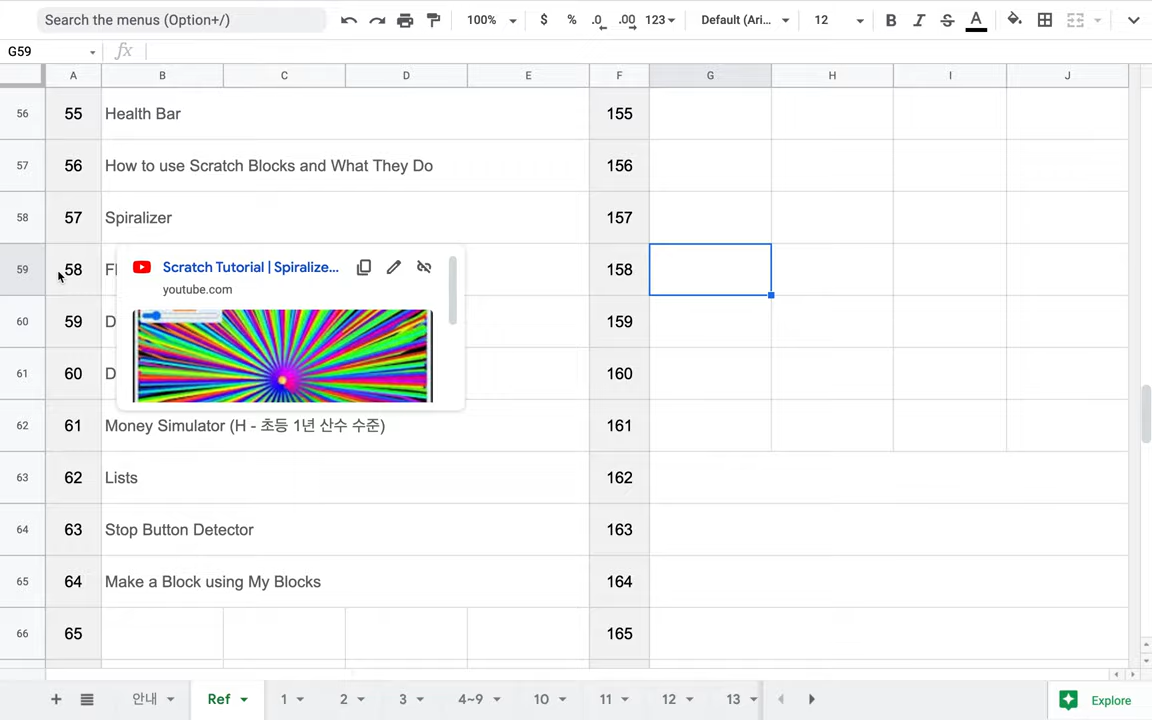 Search the menus (Option+/)
100%
$
%
.0
.00
123
Default (Ari...
12
B
I
S
A
G59
fx
A B C D E F G H I J
56 55 Health Bar 155
57 56 How to use Scratch Blocks and What They Do 156
58 57 Spiralizer 157
59 58 Fl 158
Scratch Tutorial | Spiralize...
youtube.com
60 59 D 159
61 60 D 160
62 61 Money Simulator (H - 초등 1년 산수 수준) 161
63 62 Lists 162
64 63 Stop Button Detector 163
65 64 Make a Block using My Blocks 164
66 65 165
+ 안내 Ref 1 2 3 4~9 10 11 12 13 Explore